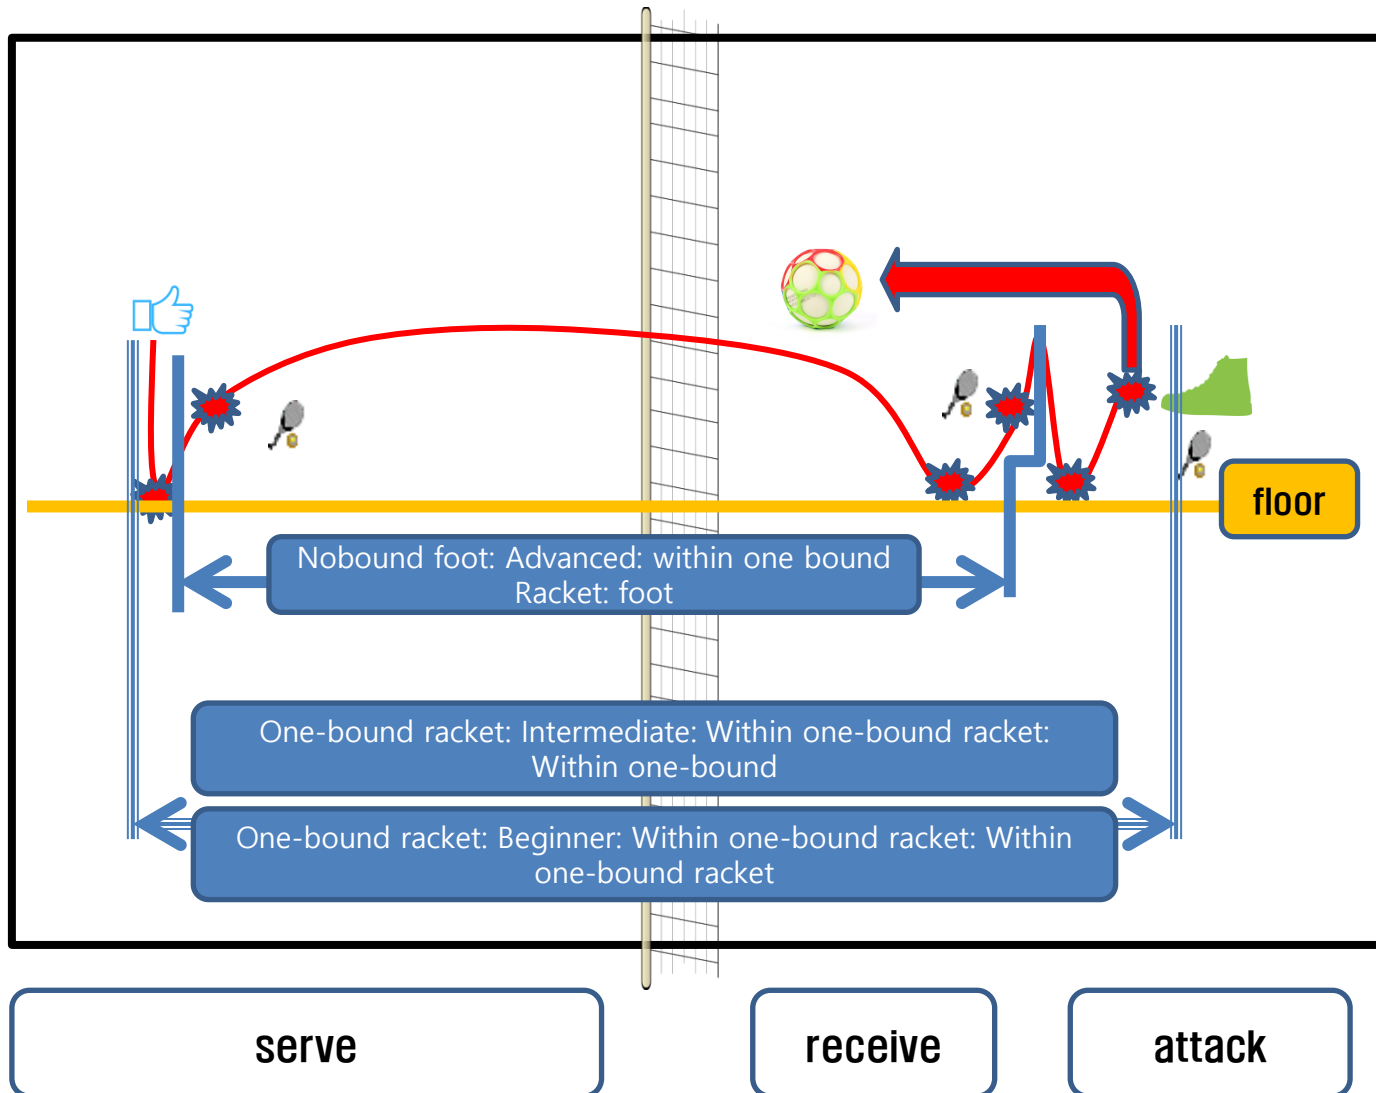 floor
Nobound foot: Advanced: within one bound
Racket: foot
One-bound racket: Intermediate: Within one-bound racket:
Within one-bound
One-bound racket: Beginner: Within one-bound racket: Within
one-bound racket
serve
receive
attack